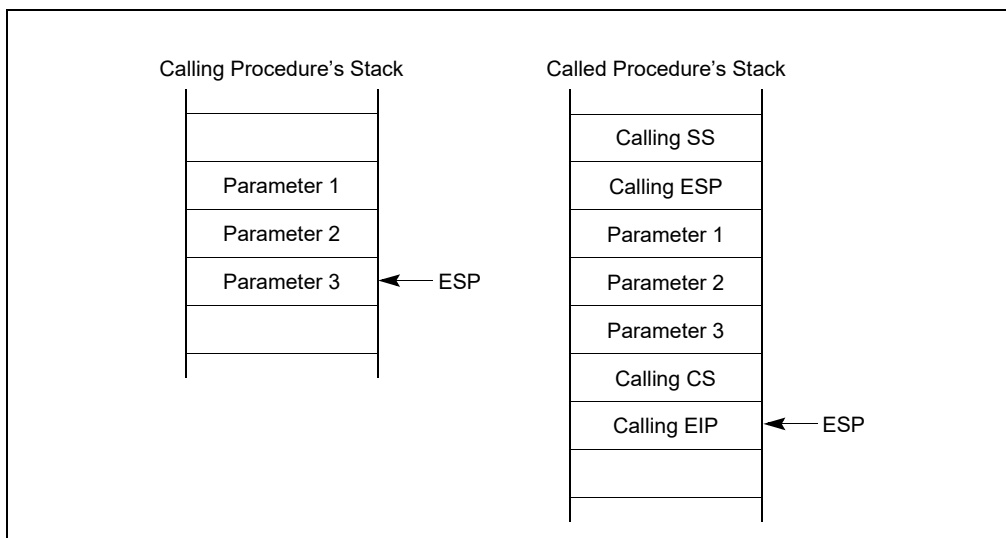 Calling Procedure’s Stack
Parameter 1
Parameter 2
Parameter 3
ESP
Called Procedure’s Stack
Calling SS
Calling ESP
Parameter 1
Parameter 2
Parameter 3
Calling CS
Calling EIP
ESP